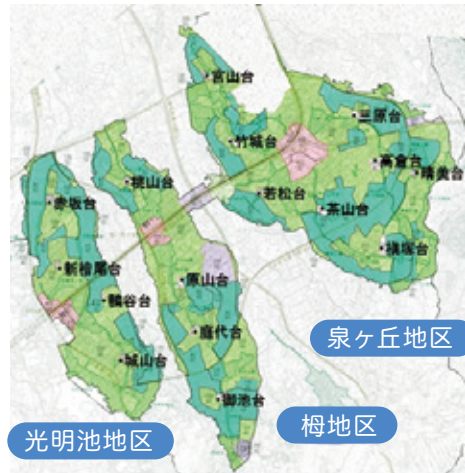 宮山台
三原台
竹城台
高倉台
晴美台
桃山台
若松台
茶山台
赤坂台
槇塚台
新檜尾台
原山台
鴨谷台
庭代台
泉ヶ丘地区
城山台
御池台
栂地区
光明池地区